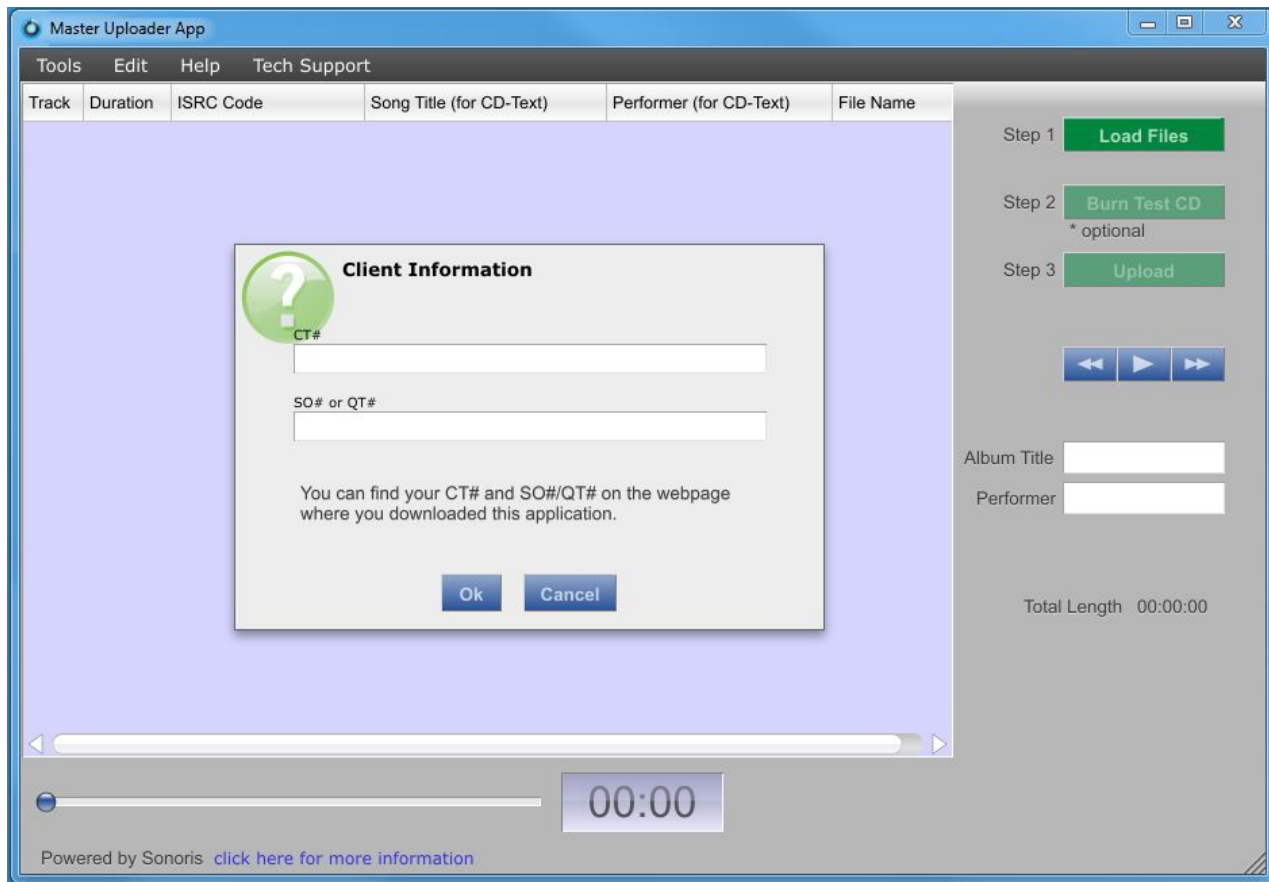 Master Uploader App
Tools Edit Help Tech Support
Track Duration ISRC Code Song Title (for CD-Text) Performer (for CD-Text) File Name
Step 1 Load Files
Step 2 Burn Test CD
* optional
Step 3 Upload
Client Information
CT#
SO# or QT#
You can find your CT# and SO#/QT# on the webpage
where you downloaded this application.
Ok Cancel
Album Title
Performer
Total Length 00:00:00
00:00
Powered by Sonoris click here for more information